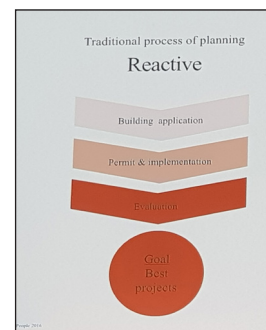 Traditional process of planning
Reactive
Building application
Permit & implementation
Evaluation
Goal
Best
projects